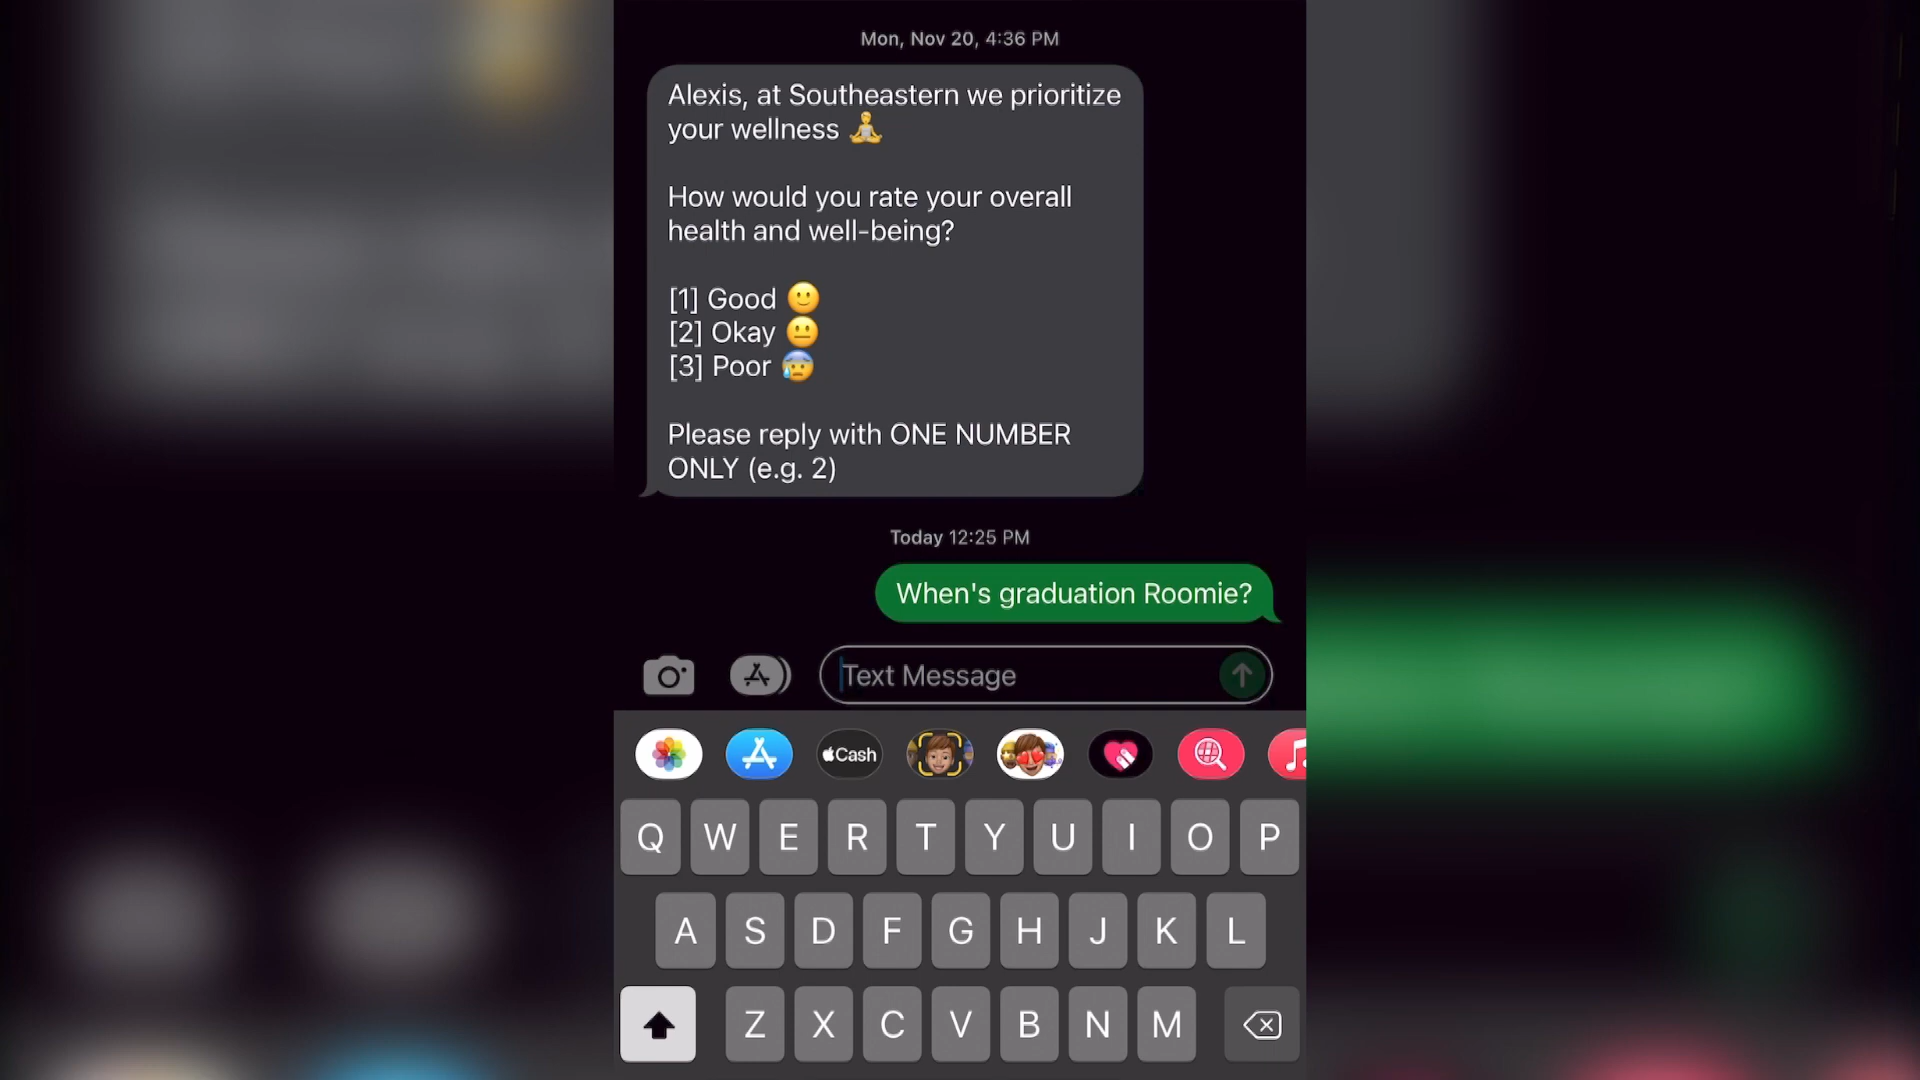 Mon, Nov 20, 4:36 PM
Alexis, at Southeastern we prioritize
your wellness 🧘
How would you rate your overall
health and well-being?
[1] Good 🙂
[2] Okay 😐
[3] Poor 😰
Please reply with ONE NUMBER
ONLY (e.g. 2)
Today 12:25 PM
When's graduation Roomie?
Text Message
Cash
Q W E R T Y U I O P
A S D F G H J K L
Z X C V B N M